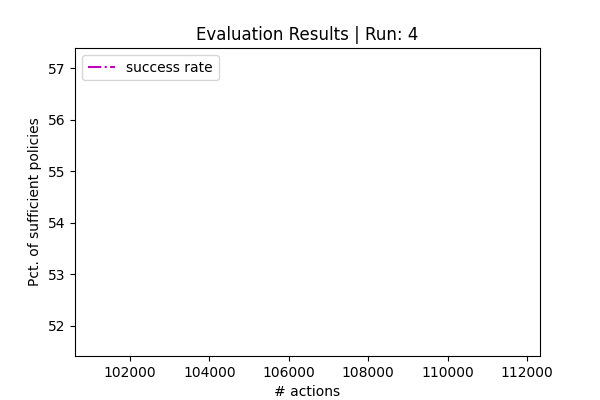 Evaluation Results | Run: 4
success rate
Pct. of sufficient policies
57
56
55
54
53
52
102000 104000 106000 108000 110000 112000
# actions